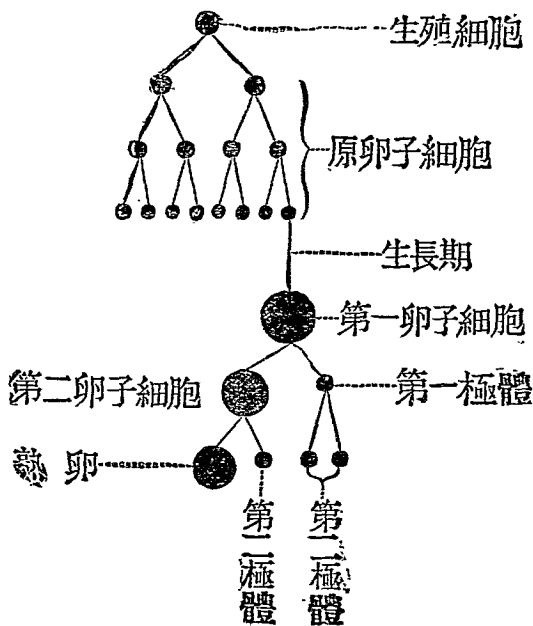 生殖細胞
原卵子細胞
生長期
第一卵子細胞
第二卵子細胞
第一極體
熟卵
第二極體
第二極體